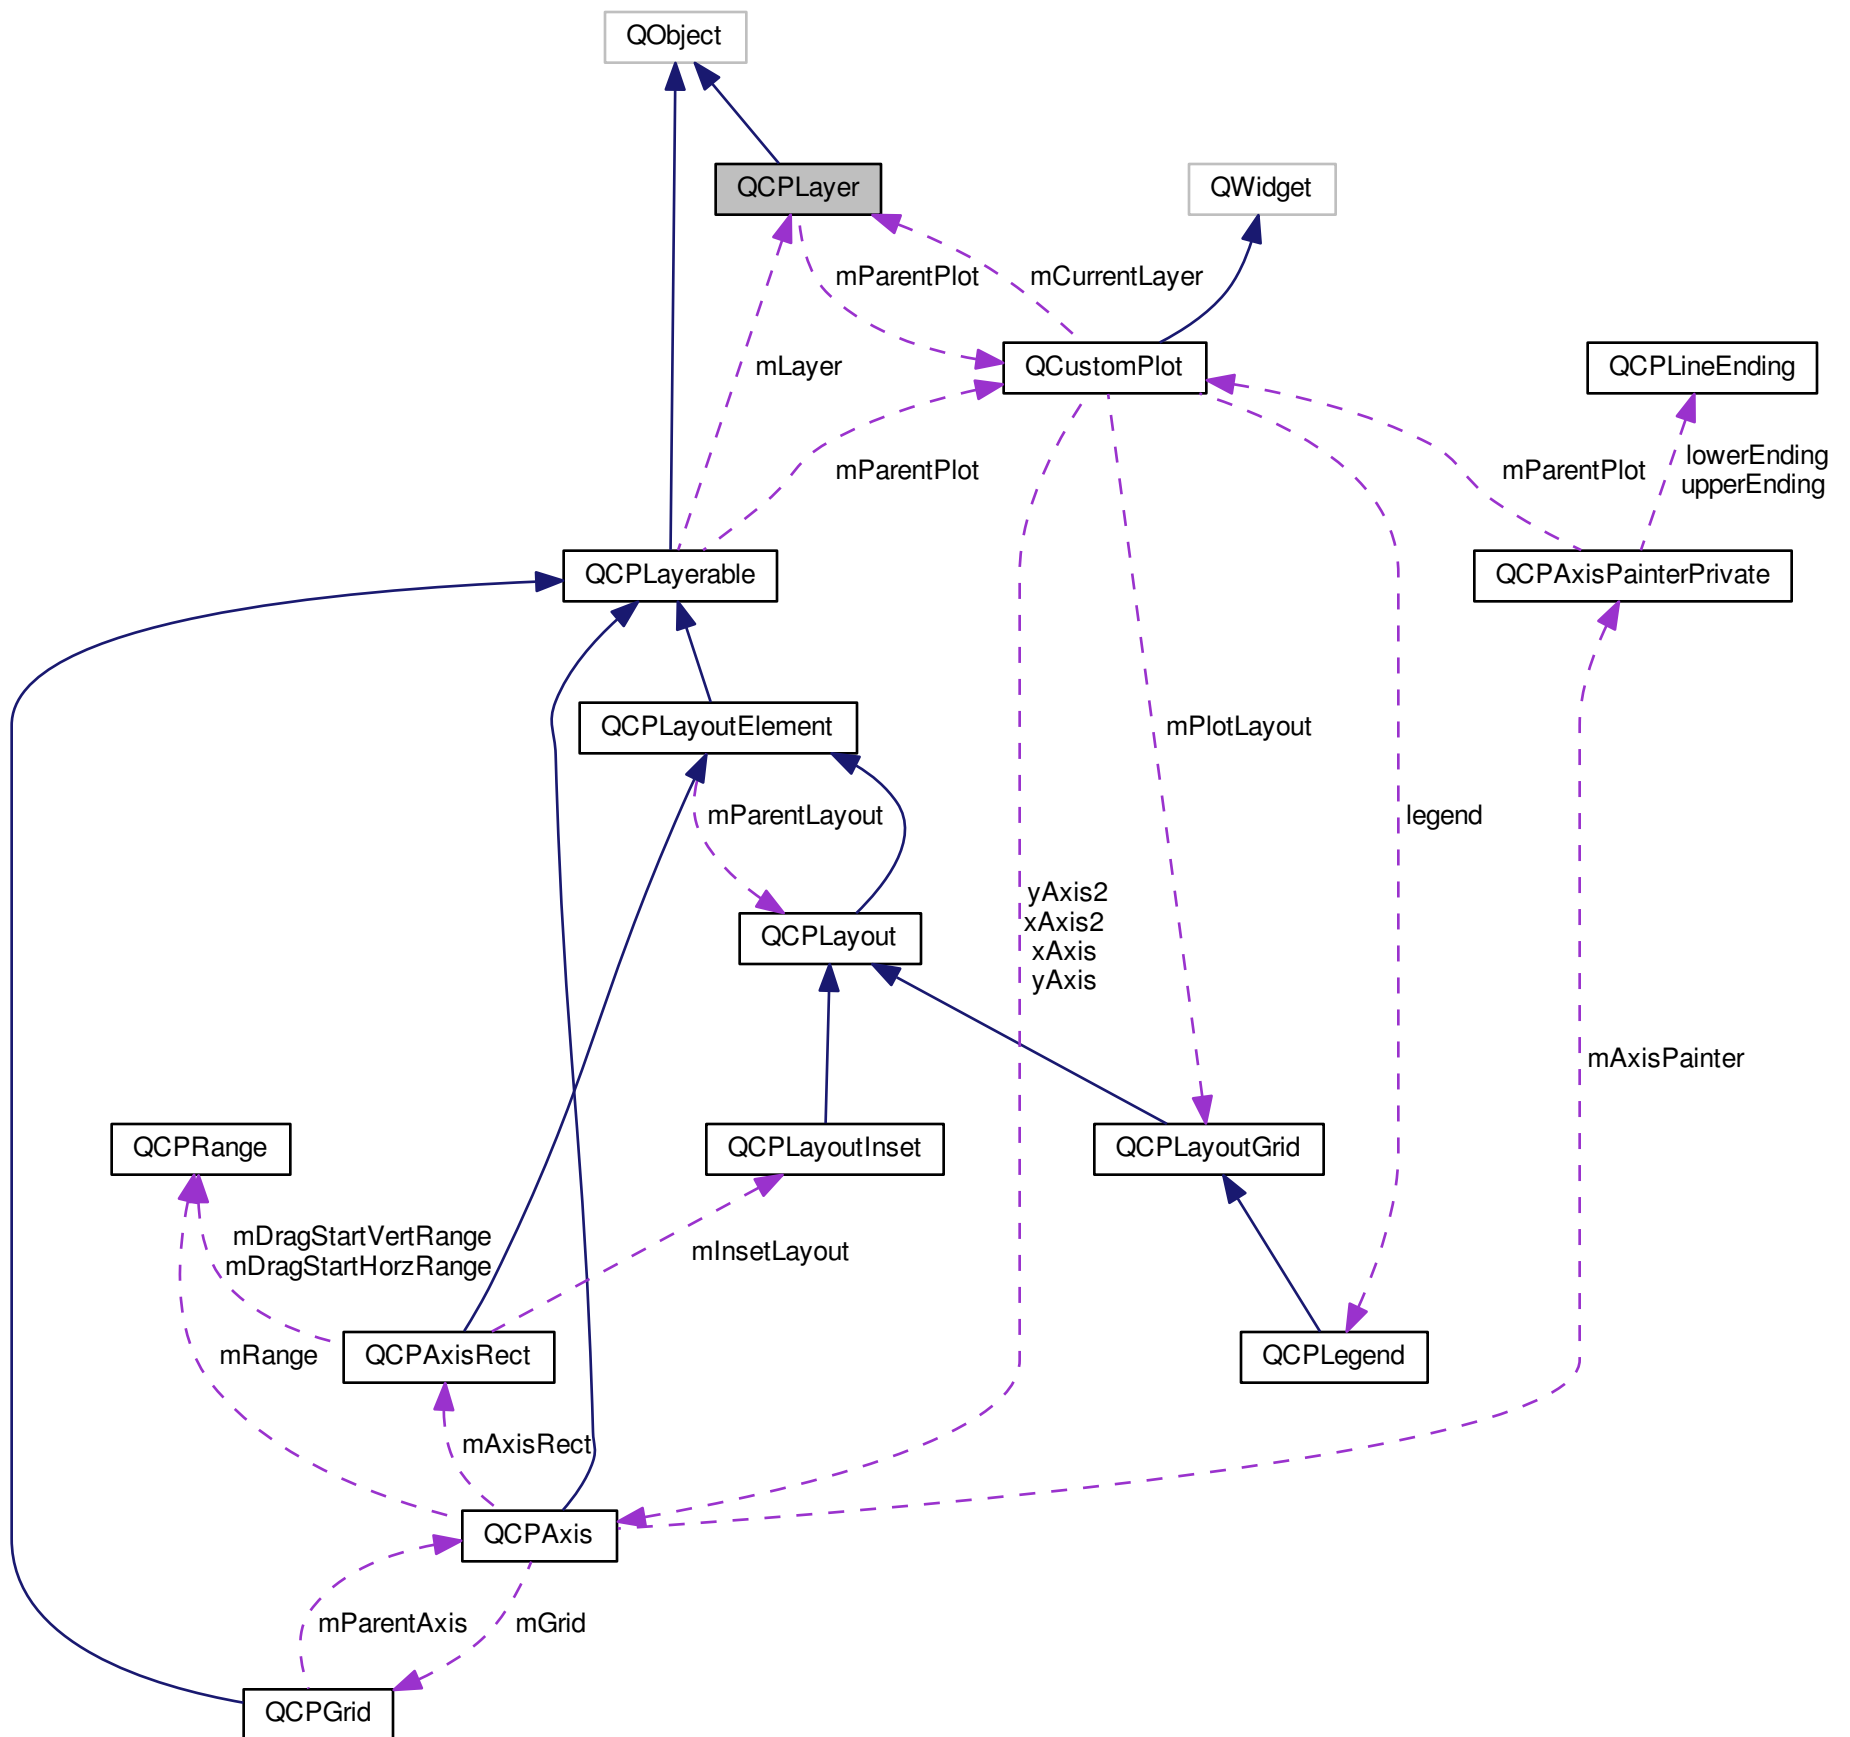 QObject
QCPLayer
QWidget
mParentPlot
mCurrentLayer
mLayer
QCustomPlot
QCPLineEnding
mParentPlot
mParentPlot
lowerEnding
upperEnding
QCPLayerable
QCPAxisPainterPrivate
QCPLayoutElement
mPlotLayout
mParentLayout
legend
yAxis2
xAxis2
xAxis
yAxis
QCPLayout
mAxisPainter
QCPRange
QCPLayoutInset
QCPLayoutGrid
mDragStartVertRange
mDragStartHorzRange
mInsetLayout
mRange
QCPAxisRect
QCPLegend
mAxisRect
QCPAxis
mParentAxis
mGrid
QCPGrid